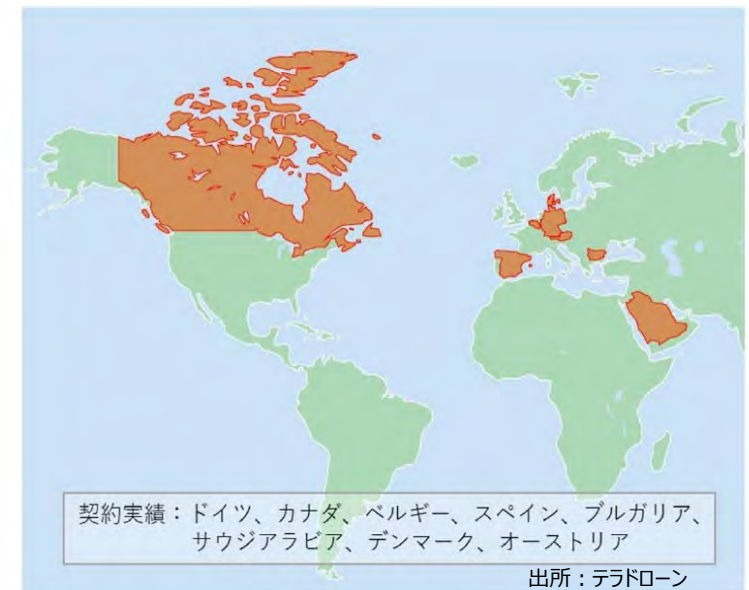 契約実績：ドイツ、カナダ、ベルギー、スペイン、ブルガリア、
サウジアラビア、デンマーク、オーストリア
出所：テラドローン